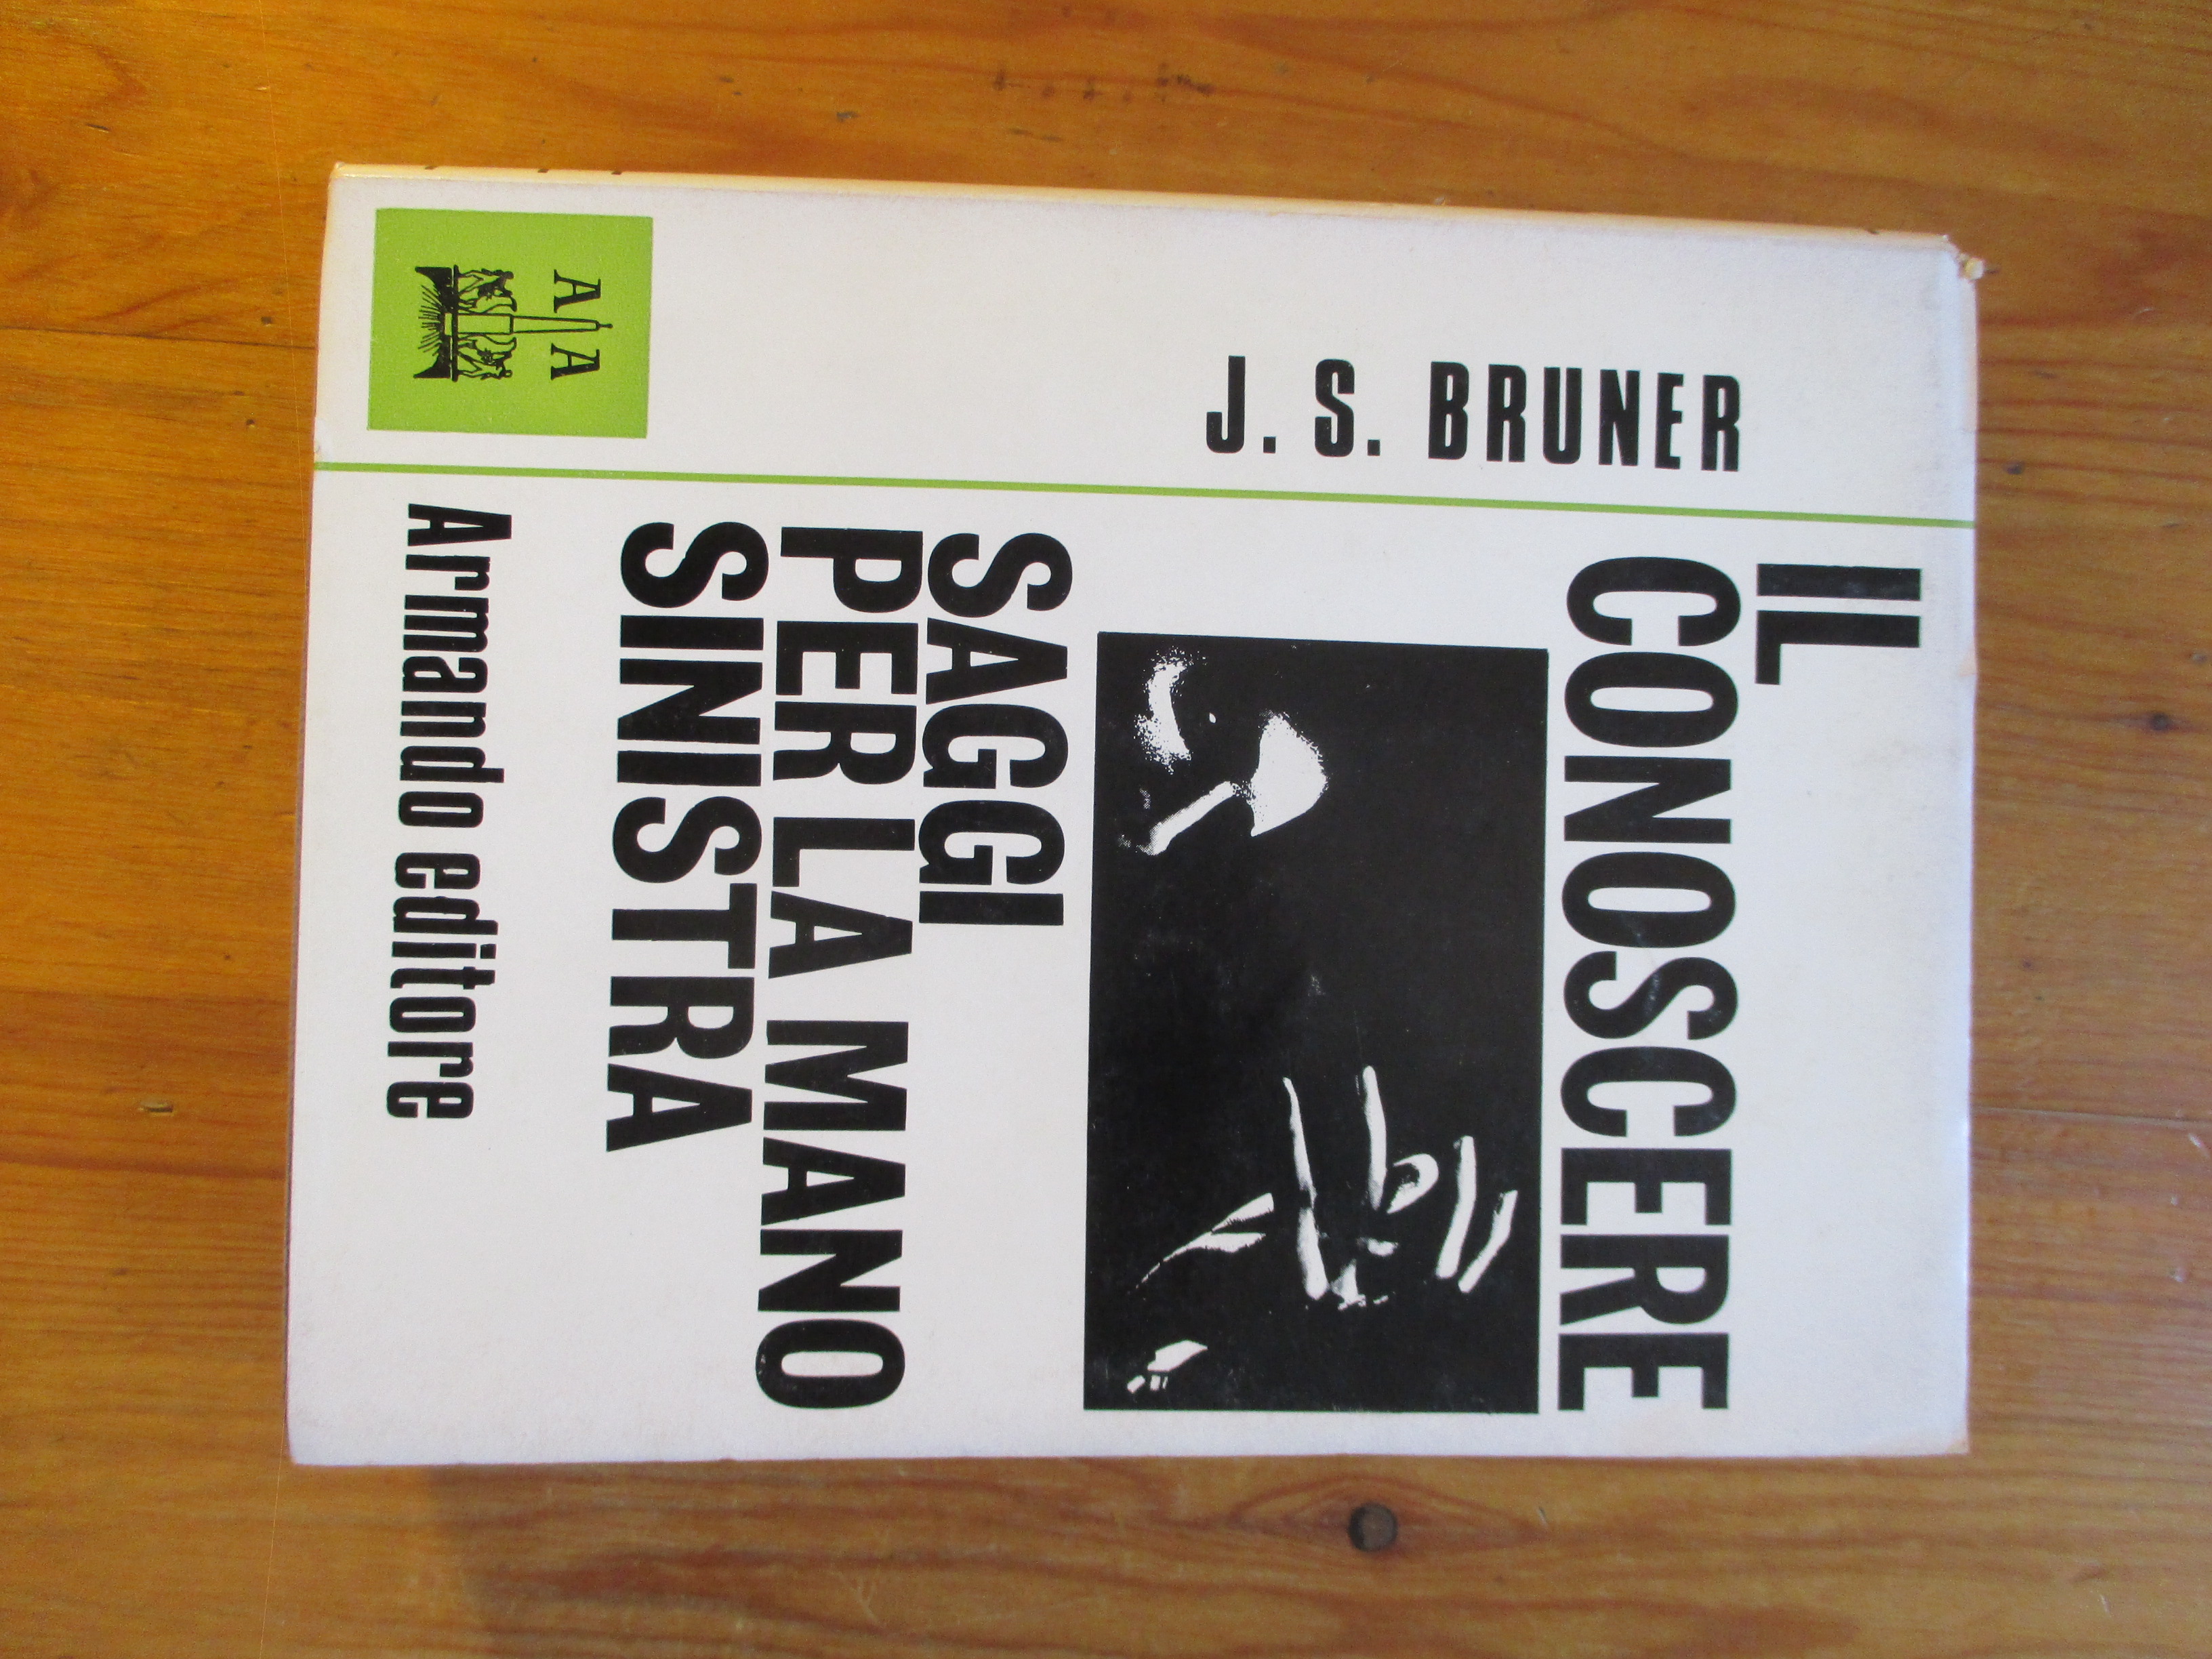 J. S. BRUNER
IL
CONOSCERE
SAGGI
PER LA MANO
SINISTRA
Armando editore
A A